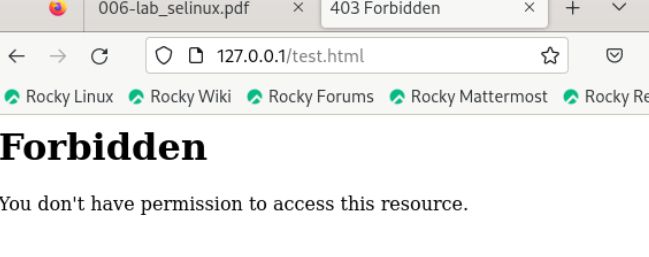 006-lab_selinux.pdf × 403 Forbidden × +
127.0.0.1/test.html
Rocky Linux Rocky Wiki Rocky Forums Rocky Mattermost Rocky Re
Forbidden
You don't have permission to access this resource.